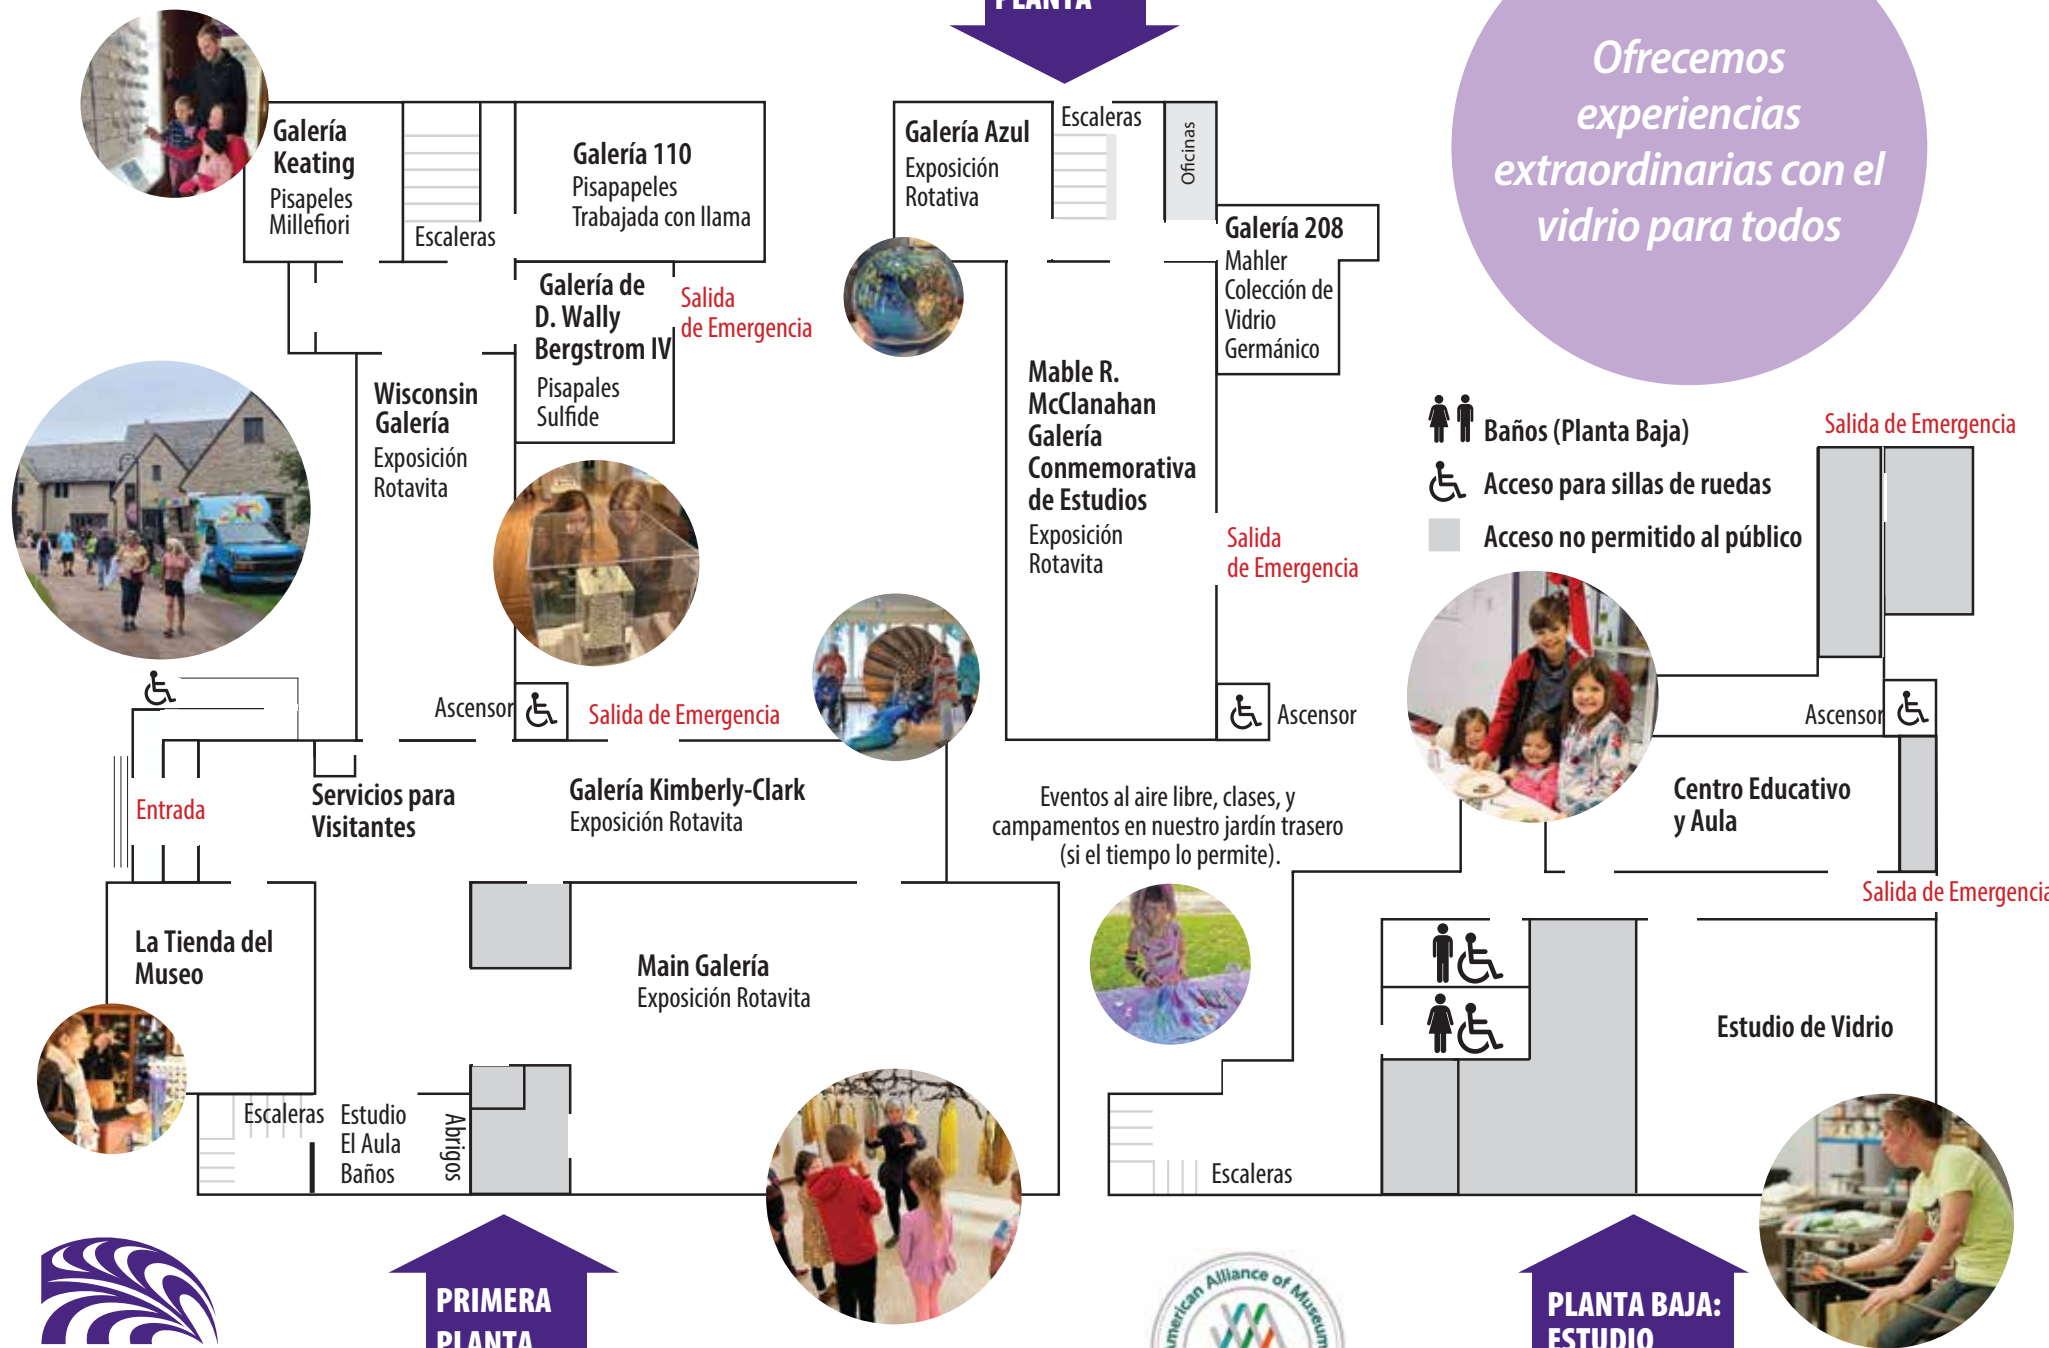 PLANTA
Ofrecemos
experiencias
extraordinarias con el
vidrio para todos
Galería
Keating
Pisapeles
Millefiori
Escaleras
Galería 110
Pisapapeles
Trabajada con llama
Galería de
D. Wally
Bergstrom IV
Pisapales
Sulfide
Salida
de Emergencia
Wisconsin
Galería
Exposición
Rotavita
Ascensor
Salida de Emergencia
Entrada
Servicios para
Visitantes
Galería Kimberly-Clark
Exposición Rotavita
La Tienda del
Museo
Main Galería
Exposición Rotavita
Escaleras
Estudio
El Aula
Baños
Abrigos
PRIMERA
PLANTA
Galería Azul
Exposición
Rotativa
Escaleras
Oficinas
Galería 208
Mahler
Colección de
Vidrio
Germánico
Mable R.
McClanahan
Galería
Conmemorativa
de Estudios
Exposición
Rotavita
Salida
de Emergencia
Ascensor
Eventos al aire libre, clases, y
campamentos en nuestro jardín trasero
(si el tiempo lo permite).
Baños (Planta Baja)
Acceso para sillas de ruedas
Acceso no permitido al público
Salida de Emergencia
Ascensor
Centro Educativo
y Aula
Salida de Emergencia
Estudio de Vidrio
Escaleras
American Alliance of Museum
PLANTA BAJA:
ESTUDIO